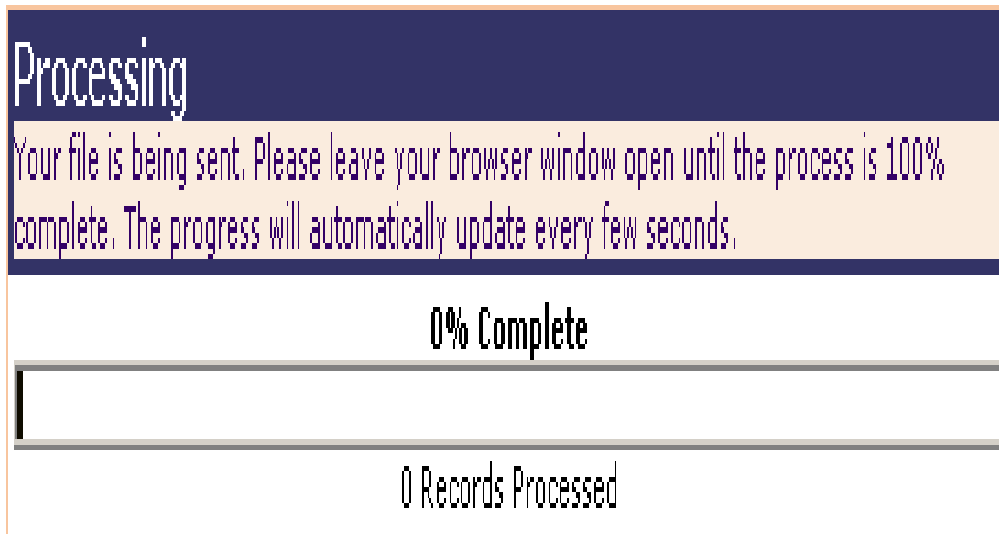 Processing
Your file is being sent. Please leave your browser window open until the process is 100%
complete. The progress will automatically update every few seconds.
0% Complete
0 Records Processed